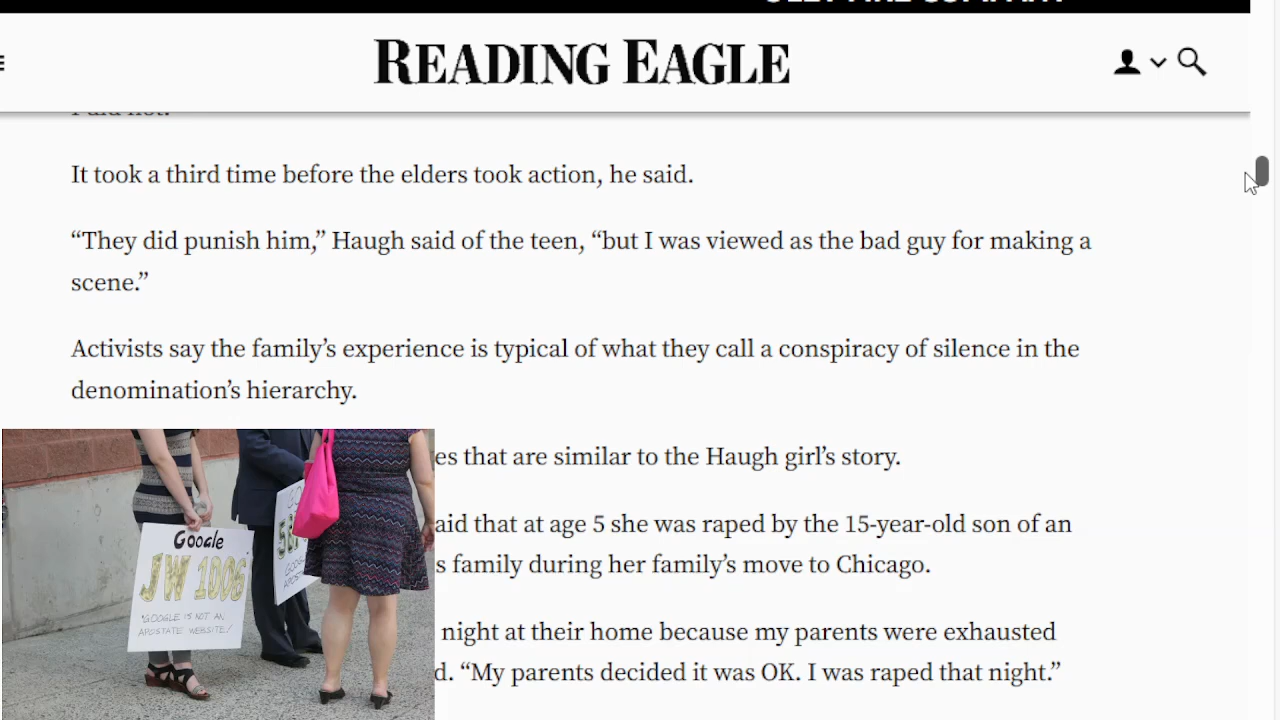 READING EAGLE
It took a third time before the elders took action, he said.
“They did punish him,” Haugh said of the teen, “but I was viewed as the bad guy for making a
scene.”
Activists say the family’s experience is typical of what they call a conspiracy of silence in the
denomination’s hierarchy.
es that are similar to the Haugh girl’s story.
aid that at age 5 she was raped by the 15-year-old son of an
s family during her family’s move to Chicago.
night at their home because my parents were exhausted
d. “My parents decided it was OK. I was raped that night.”
Google
JW 1006
"GOOGLE IS NOT AN
APOSTATE WEBSITE!